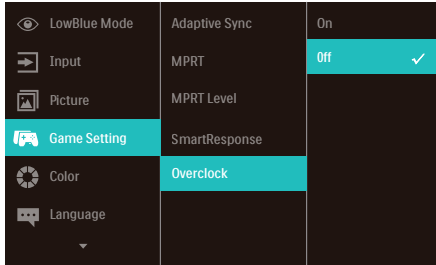 LowBlue Mode
Input
Picture
Game Setting
Color
Language
Adaptive Sync
MPRT
MPRT Level
SmartResponse
Overclock
On
Off